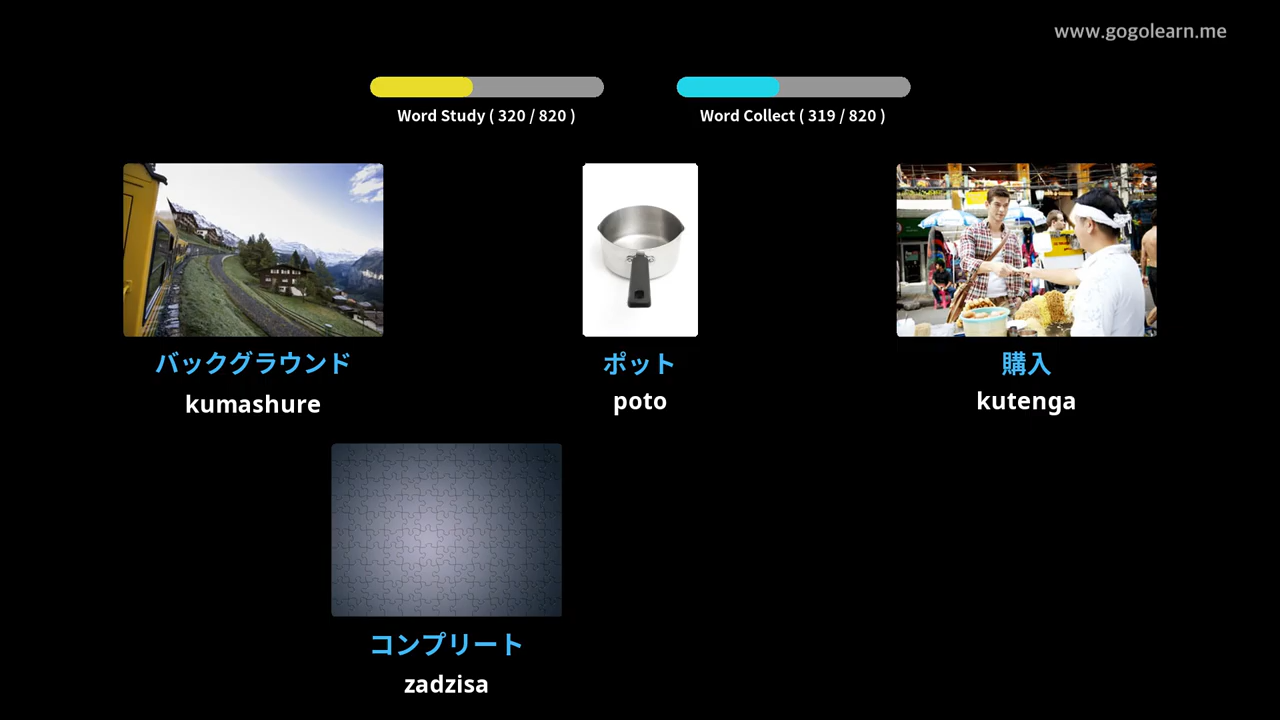 www.gogolearn.me
Word Study ( 320 / 820 )
Word Collect ( 319 / 820 )
バックグラウンド
kumashure
ポット
poto
購入
kutenga
コンプリート
zadzisa